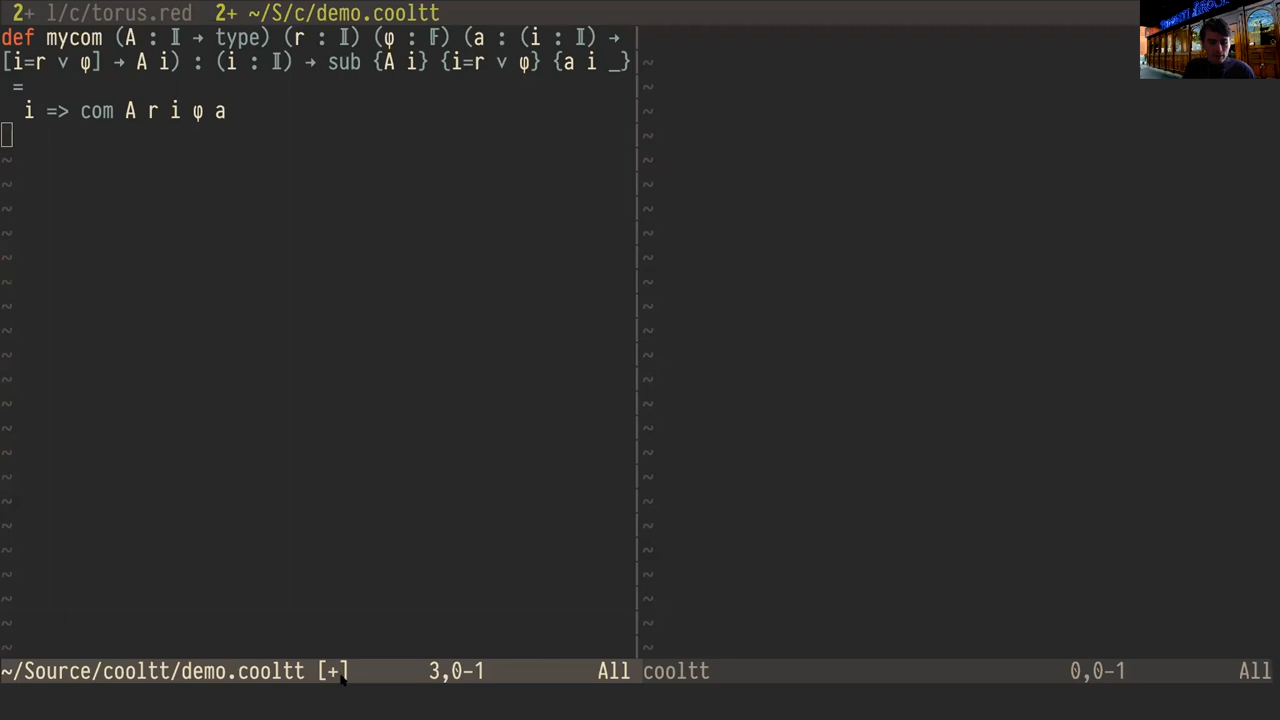 2+ l/c/torus.red  2+ ~/S/c/demo.cooltt
def mycom (A : 𝕀 → type) (r : 𝕀) (φ : 𝔽) (a : (i : 𝕀) →
[i=r ∨ φ] → A i) : (i : 𝕀) → sub {A i} {i=r ∨ φ} {a i _}
=
i => com A r i φ a
~/Source/cooltt/demo.cooltt [+] 3,0-1 All
cooltt 0,0-1 All